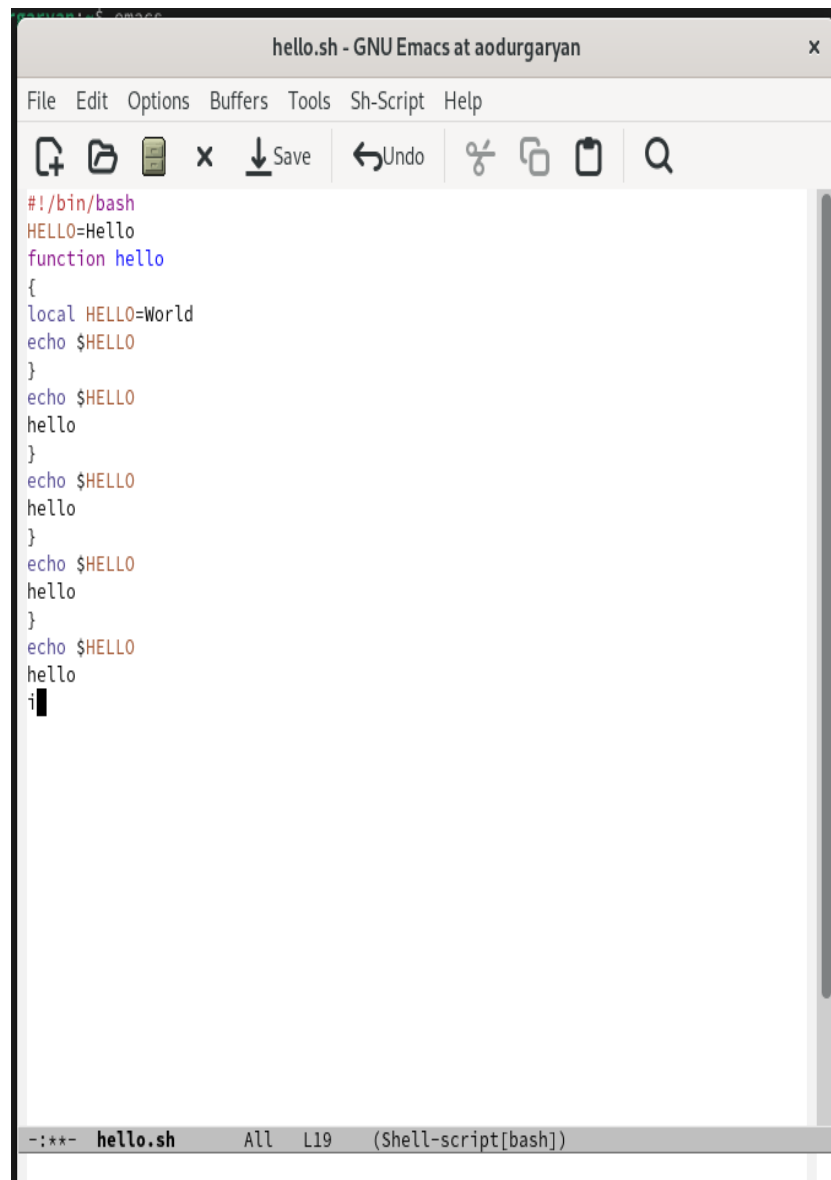 hello.sh - GNU Emacs at aodurgaryan x
File Edit Options Buffers Tools Sh-Script Help
Save Undo
#!/bin/bash
HELLO=Hello
function hello
{
local HELLO=World
echo $HELLO
}
echo $HELLO
hello
}
echo $HELLO
hello
}
echo $HELLO
hello
}
echo $HELLO
hello
i
-:**- hello.sh All L19 (Shell-script[bash])